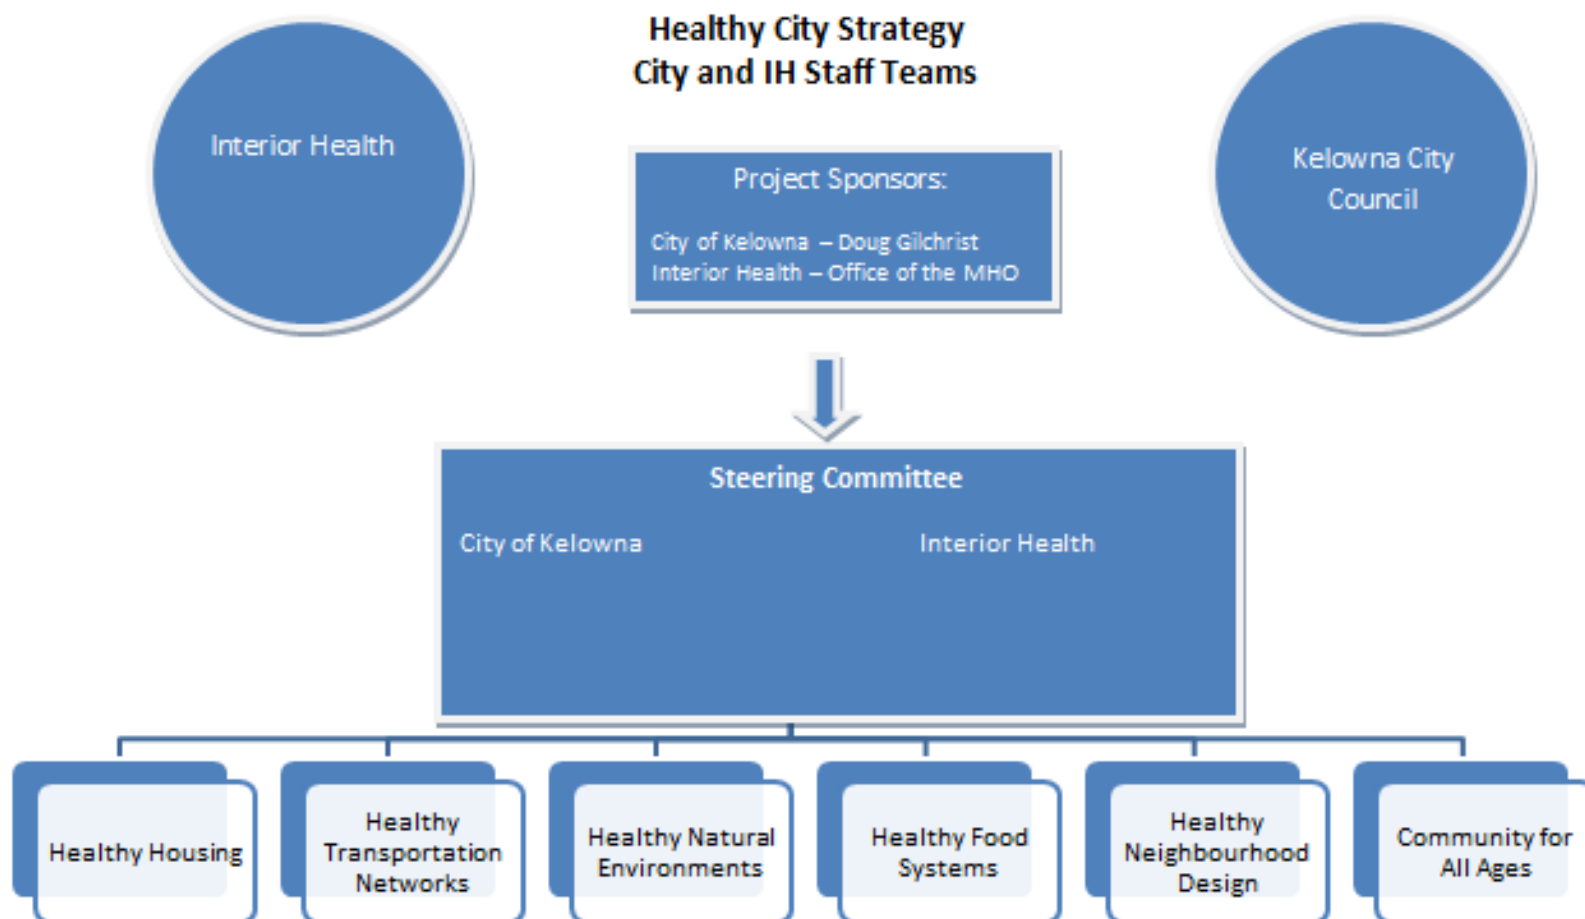 Healthy City Strategy
City and IH Staff Teams
Interior Health
Project Sponsors:
City of Kelowna – Doug Gilchrist
Interior Health – Office of the MHO
Kelowna City
Council
Steering Committee
City of Kelowna
Interior Health
Healthy Housing
Healthy
Transportation
Networks
Healthy Natural
Environments
Healthy Food
Systems
Healthy
Neighbourhood
Design
Community for
All Ages